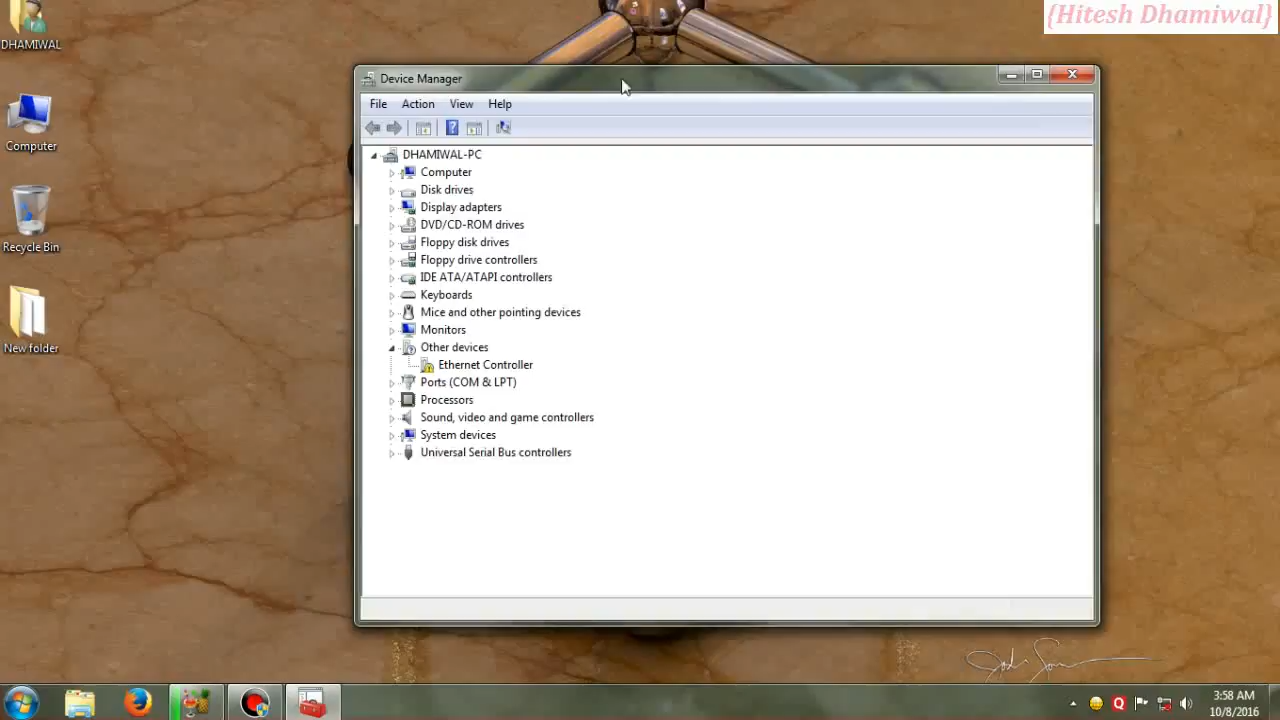 {Hitesh Dhamiwal}
DHAMIWAL
Computer
Recycle Bin
New folder
Device Manager
File Action View Help
DHAMIWAL-PC
Computer
Disk drives
Display adapters
DVD/CD-ROM drives
Floppy disk drives
Floppy drive controllers
IDE ATA/ATAPI controllers
Keyboards
Mice and other pointing devices
Monitors
Other devices
Ethernet Controller
Ports (COM & LPT)
Processors
Sound, video and game controllers
System devices
Universal Serial Bus controllers
3:58 AM
10/8/2016